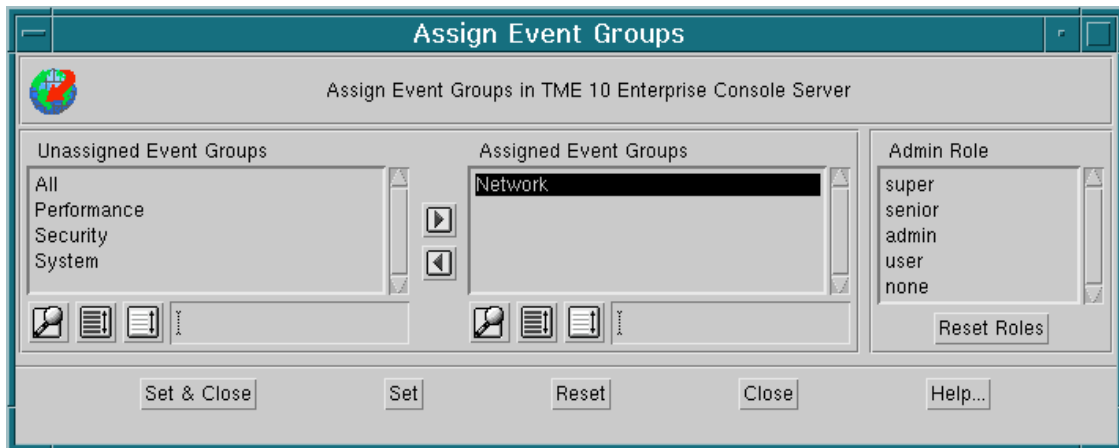 Assign Event Groups
Assign Event Groups in TME 10 Enterprise Console Server
Unassigned Event Groups
All
Performance
Security
System
Assigned Event Groups
Network
Admin Role
super
senior
admin
user
none
Reset Roles
Set & Close
Set
Reset
Close
Help...